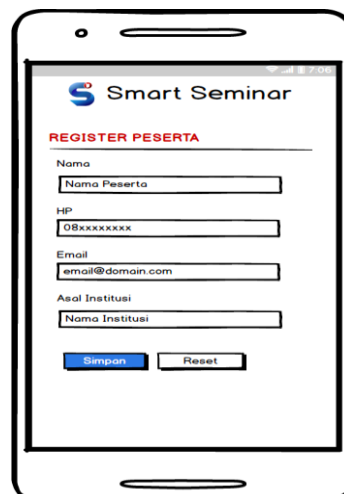 7:06
Smart Seminar
REGISTER PESERTA
Nama
Nama Peserta
HP
08xxxxxxxx
Email
email@domain.com
Asal Institusi
Nama Institusi
Simpan Reset